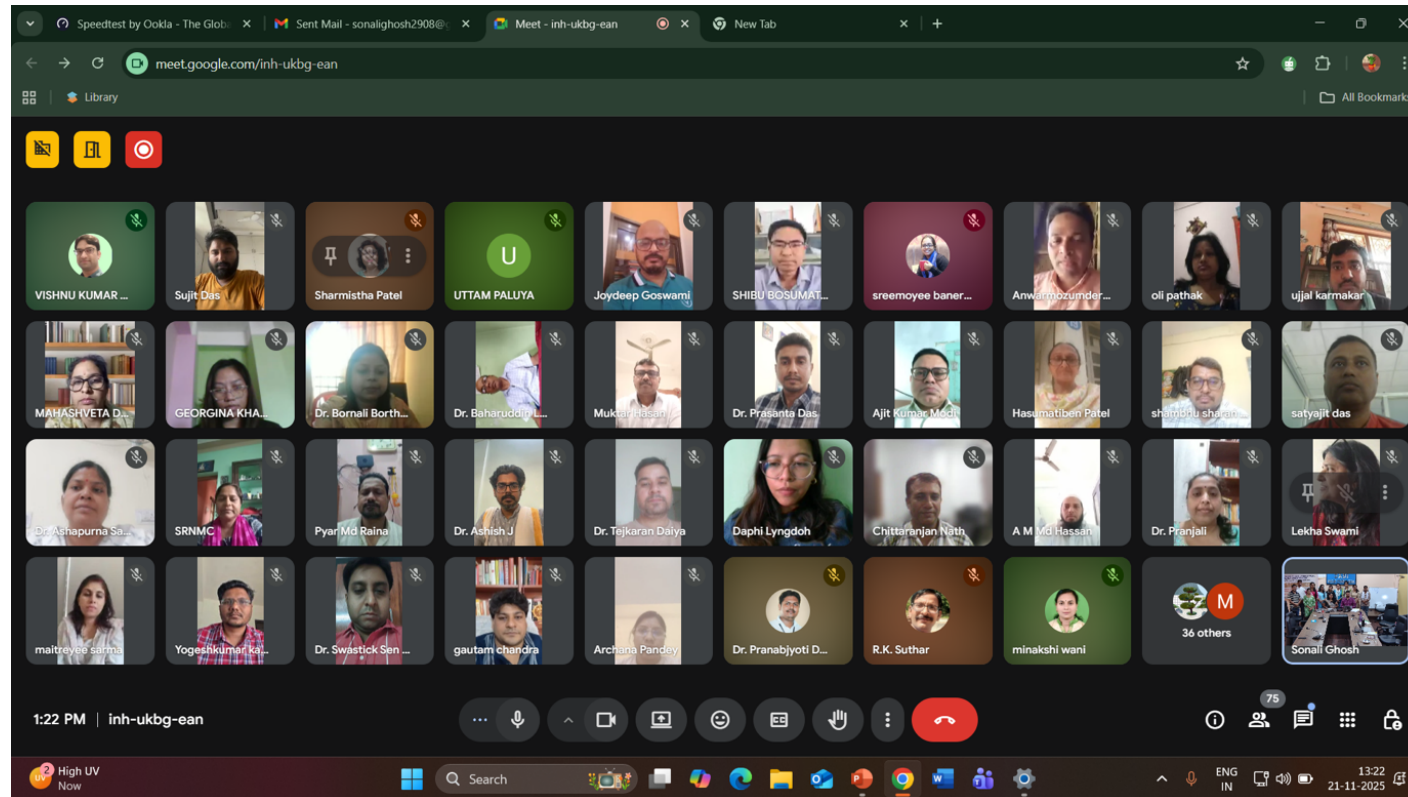 Speedtest by Ookla - The Glob
Sent Mail - sonalighosh2908@
Meet - inh-ukbg-ean
New Tab
meet.google.com/inh-ukbg-ean
Library
All Bookmark
VISHNU KUMAR ...
Sujit Das
Sharmistha Patel
U
UTTAM PALUYA
Joydeep Goswami
SHIBU BOSUMAT...
sreemoyee baner...
Anwarmozumder...
oli pathak
ujjal karmakar
MAHASHVETA D...
GEORGINA KHA...
Dr. Bornali Borth...
Dr. Baharuddin L...
Muktar Hasan
Dr. Prasanta Das
Ajit Kumar Modi
Hasumatiben Patel
shambhu sharan...
satyajit das
Dr. Ashapurna Sa...
SRNMC
Pyar Md Raina
Dr. Ashish J
Dr. Tejkaran Daiya
Daphi Lyngdoh
Chittaranjan Nath
A M Md Hassan
Dr. Pranjali
Lekha Swami
maitreyee sarma
Yogeshkumar ka...
Dr. Swastick Sen ...
gautam chandra
Archana Pandey
Dr. Pranabjyoti D...
R.K. Suthar
minakshi wani
M
36 others
Sonali Ghosh
1:22 PM | inh-ukbg-ean
75
2
High UV
Now
Search
ENG
IN
13:22
21-11-2025